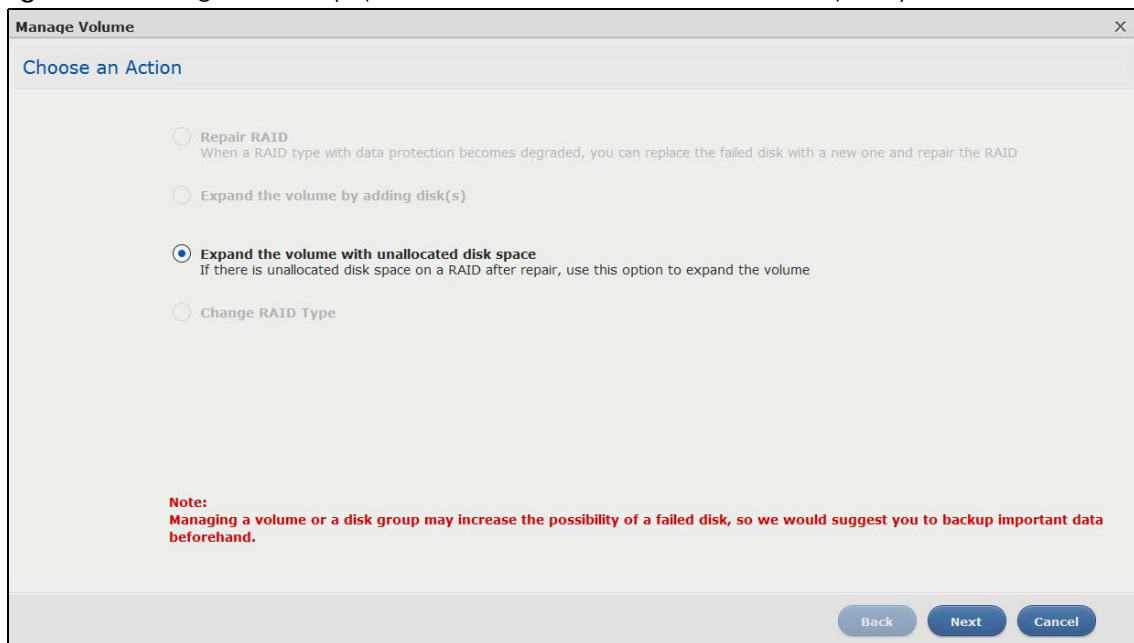 Manage Volume X
Choose an Action
Repair RAID
When a RAID type with data protection becomes degraded, you can replace the failed disk with a new one and repair the RAID
Expand the volume by adding disk(s)
Expand the volume with unallocated disk space
If there is unallocated disk space on a RAID after repair, use this option to expand the volume
Change RAID Type
Note:
Managing a volume or a disk group may increase the possibility of a failed disk, so we would suggest you to backup important data
beforehand.
Back Next Cancel